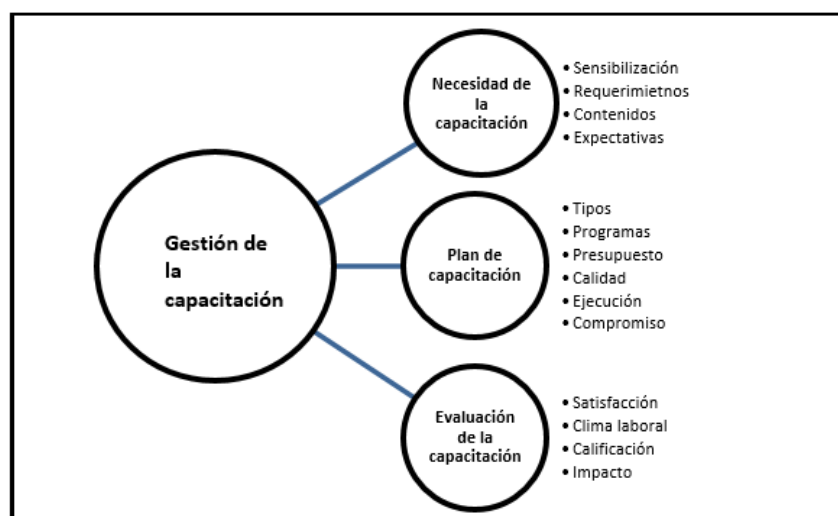 Gestión de
la
capacitación
Necesidad de
la
capacitación
• Sensibilización
• Requerimietnos
• Contenidos
• Expectativas
Plan de
capacitación
• Tipos
• Programas
• Presupuesto
• Calidad
• Ejecución
• Compromiso
Evaluación
de la
capacitación
• Satisfacción
• Clima laboral
• Calificación
• Impacto